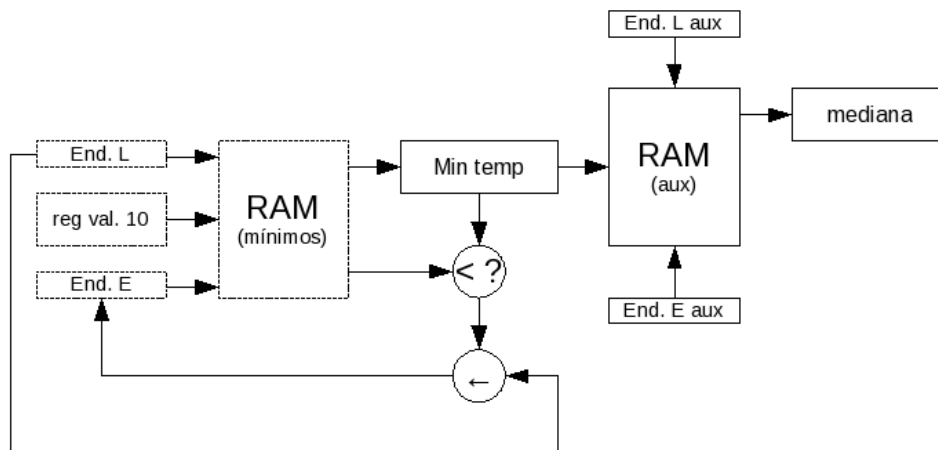 End. L aux
End. L
reg val. 10
End. E
RAM
(mínimos)
Min temp
< ?
←
RAM
(aux)
mediana
End. E aux